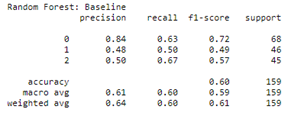 Random Forest: Baseline
precision recall f1-score support
0 0.84 0.63 0.72 68
1 0.48 0.50 0.49 46
2 0.50 0.67 0.57 45
accuracy 0.60 159
macro avg 0.61 0.60 0.59 159
weighted avg 0.64 0.60 0.61 159